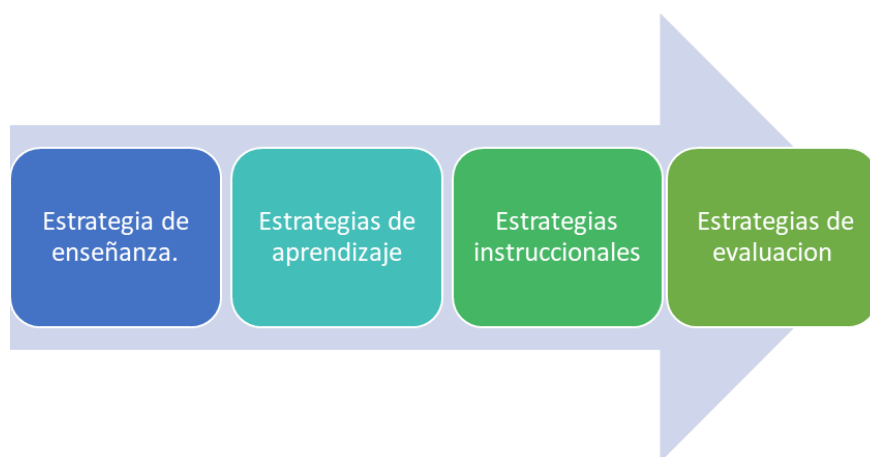 Estrategia de
enseñanza.
Estrategias de
aprendizaje
Estrategias
instruccionales
Estrategias de
evaluacion